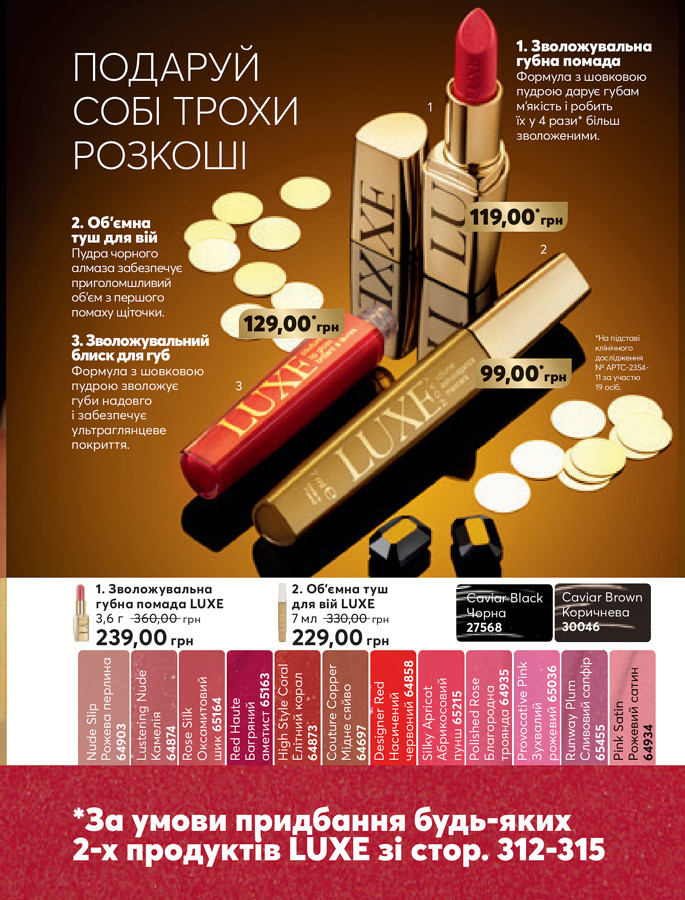 ПОДАРУЙ
СОБІ ТРОХИ
РОЗКОШІ
1. Зволожувальна
губна помада
Формула з шовковою
пудрою дарує губам
м'якість і робить
їх у 4 рази* більш
зволоженими.
1
LUXE
LU
119,00* грн
2. Об'ємна
туш для вій
Пудра чорного
алмаза забезпечує
приголомшливий
об'єм з першого
помаху щіточки.
2
129,00* грн
3. Зволожувальний
блиск для губ
Формула з шовковою
пудрою зволожує
губи надовго
і забезпечує
ультраглянцеве
покриття.
3
LUXE
99,00* грн
LUXE
mascara
7 ml e
*На підставі
клінічного
дослідження
№ APTC-2354-
11 за участю
19 осіб.
1. Зволожувальна
губна помада LUXE
3,6 г 360,00 грн
239,00 грн
2. Об'ємна туш
для вій LUXE
7 мл 330,00 грн
229,00 грн
Caviar Black
Чорна
27568
Caviar Brown
Коричнева
30046
Nude Slip
Рожева перлина
64903
Lustering Nude
Камелія
64874
Rose Silk
Оксамитовий
шик 65164
Red Haute
Багряний
аметист 65163
High Style Coral
Елітний корал
64873
Couture Copper
Мідне сяйво
64697
Designer Red
Насичений
червоний 64858
Silky Apricot
Абрикосовий
пунш 65215
Polished Rose
Благородна
троянда 64935
Provocative Pink
Зухвалий
рожевий 65036
Runway Plum
Сливовий сапфір
65455
Pink Satin
Рожевий сатин
64934
*За умови придбання будь-яких
2-х продуктів LUXE зі стор. 312-315